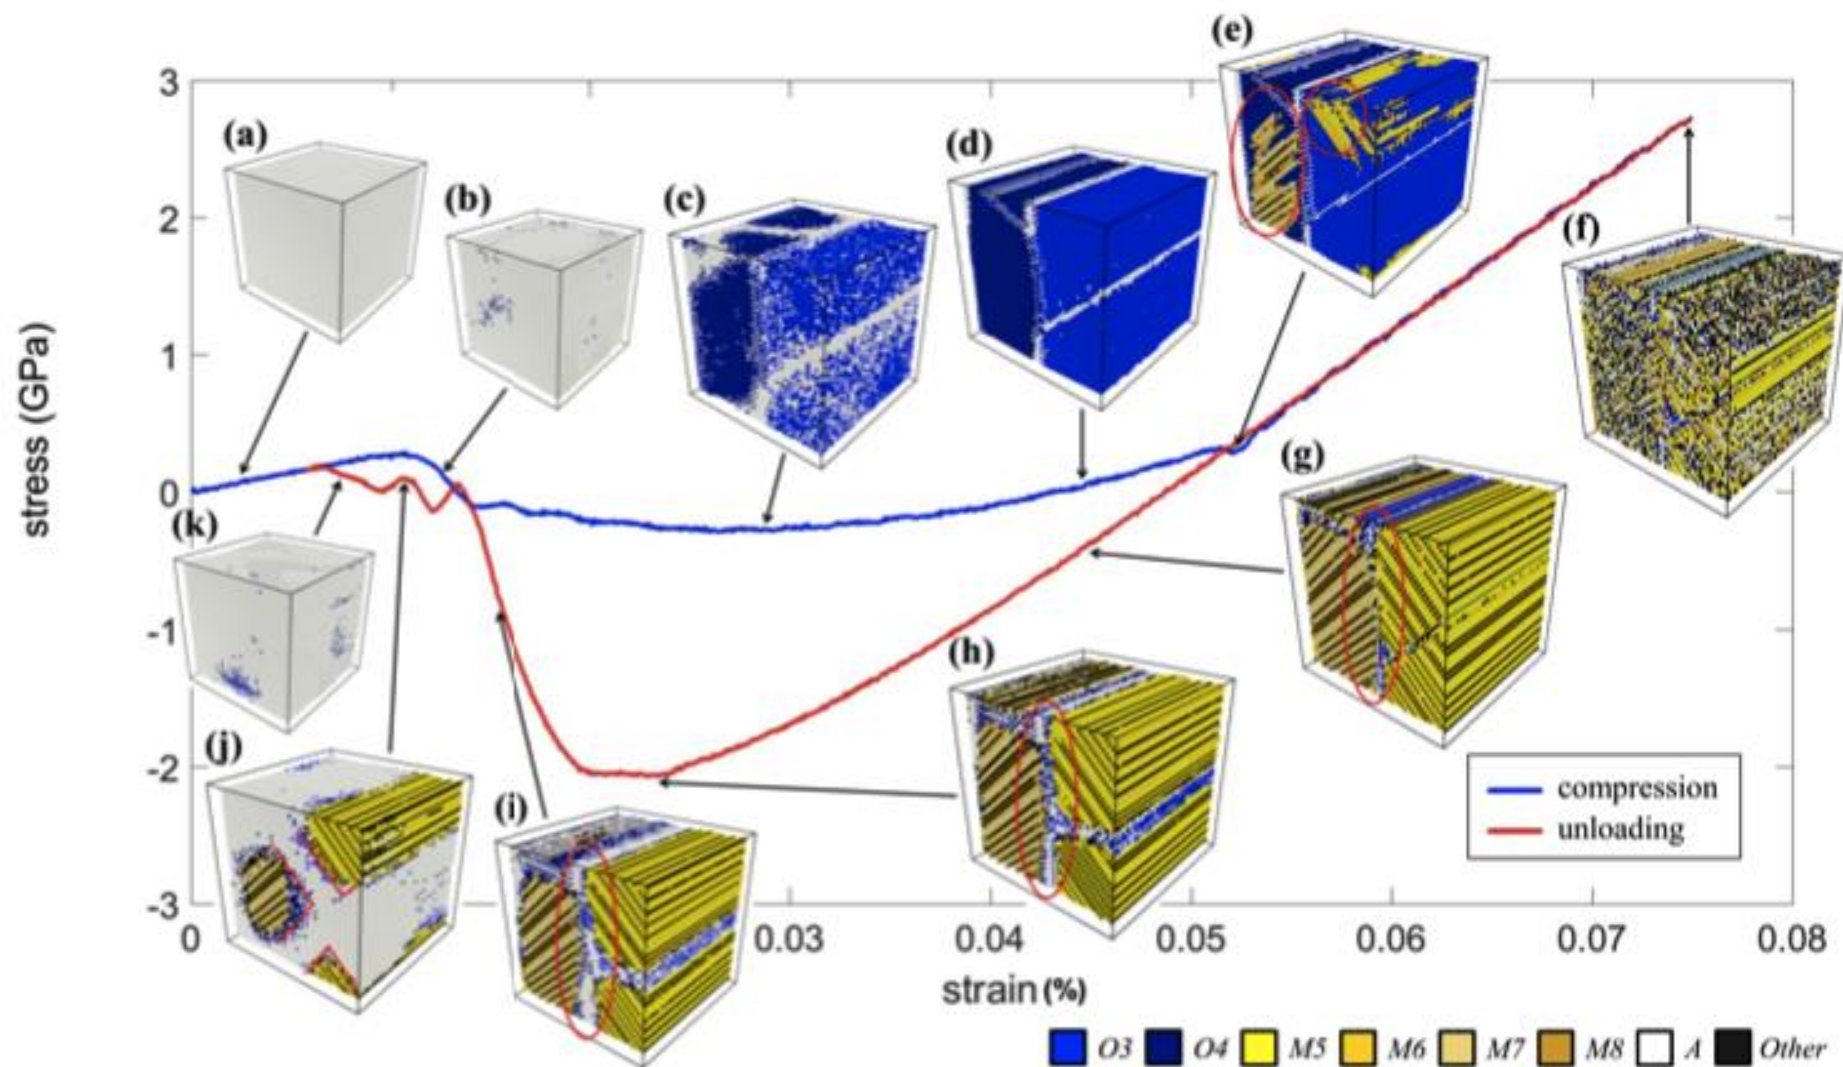 (e)
3
(a)
(d)
(b)
(c)
2
(f)
1
stress (GPa)
0
(g)
(k)
-1
(h)
(j)
-2
compression
(i)
unloading
-3
0
0.03
0.04
0.05
0.06
0.07
0.08
strain (%)
O3 O4 M5 M6 M7 M8 A Other